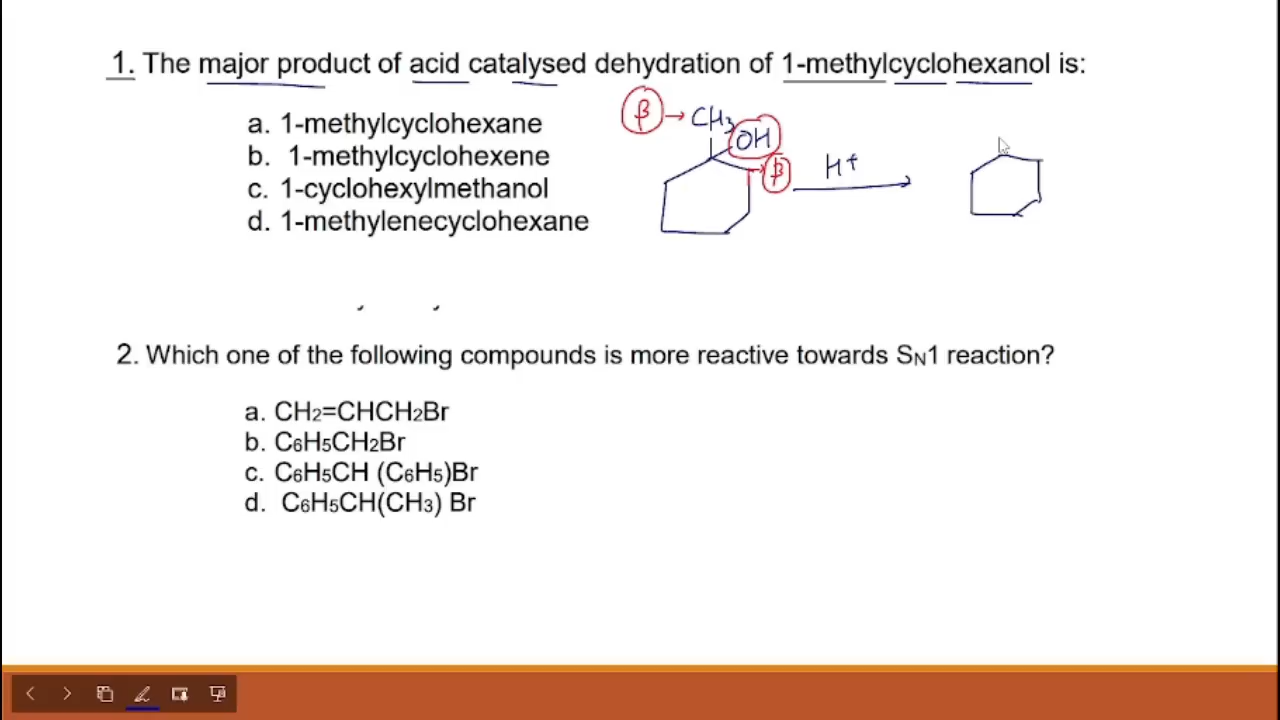 1. The major product of acid catalysed dehydration of 1-methylcyclohexanol is:
a. 1-methylcyclohexane
b. 1-methylcyclohexene
c. 1-cyclohexylmethanol
d. 1-methylenecyclohexane
β → CH3
OH
β
H+
2. Which one of the following compounds is more reactive towards SN1 reaction?
a. CH2=CHCH2Br
b. C6H5CH2Br
c. C6H5CH (C6H5)Br
d. C6H5CH(CH3) Br